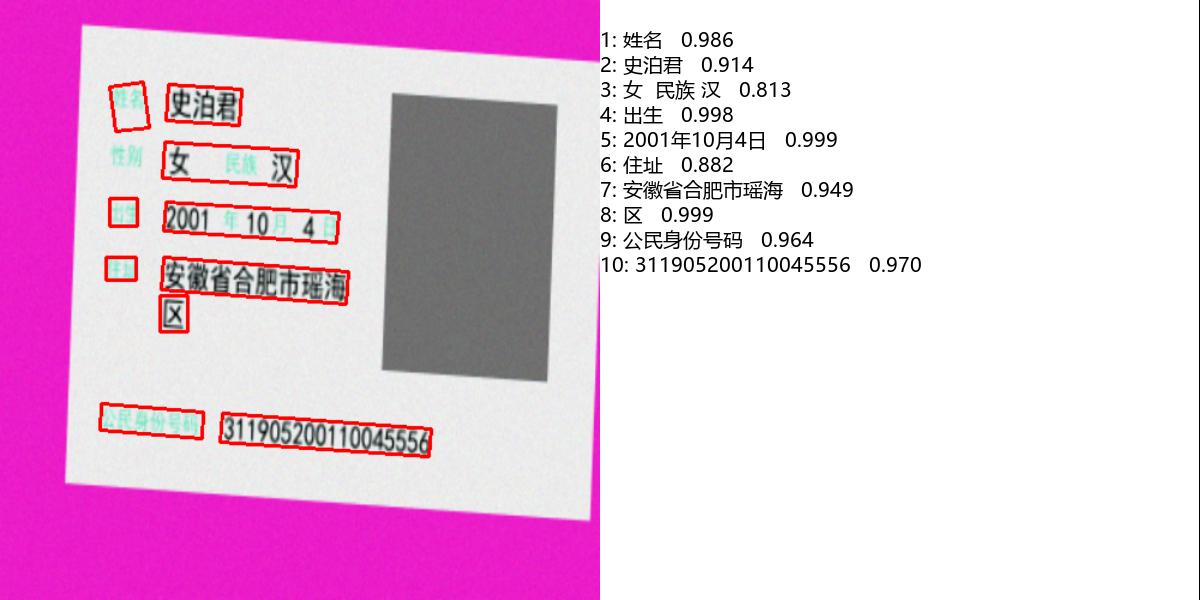 姓名 史泊君
性别 女 民族 汉
出生 2001 年 10 月 4 日
住址 安徽省合肥市瑶海
区
公民身份号码 311905200110045556
1: 姓名 0.986
2: 史泊君 0.914
3: 女 民族 汉 0.813
4: 出生 0.998
5: 2001年10月4日 0.999
6: 住址 0.882
7: 安徽省合肥市瑶海 0.949
8: 区 0.999
9: 公民身份号码 0.964
10: 311905200110045556 0.970